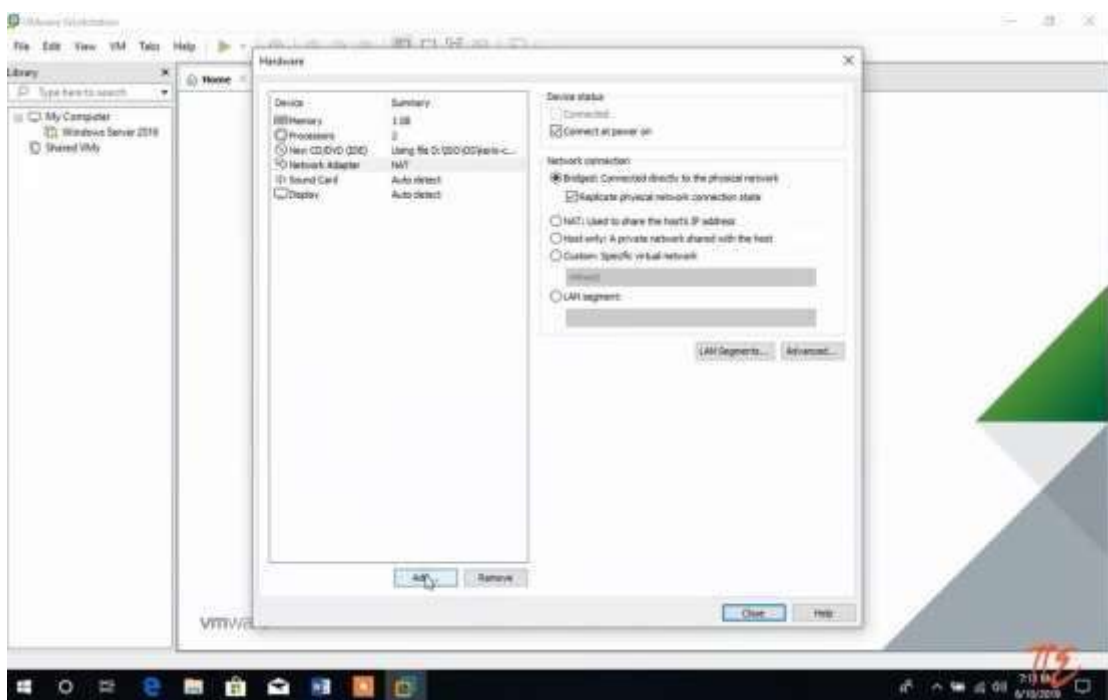 VMware Workstation
File Edit View VM Tabs Help
Library
Type here to search
My Computer
Windows Server 2016
Shared VMs
Home
Hardware
Device Summary
Memory 1 GB
Processors 2
New CD/DVD (IDE) Using file D:
Network Adapter NAT
Sound Card Auto detect
Display Auto detect
Device status
Connected
Connect at power on
Network connection
Bridged: Connected directly to the physical network
Replicate physical network connection state
NAT: Used to share the host's IP address
Host-only: A private network shared with the host
Custom: Specific virtual network
LAN segment:
LAN Segments... Advanced...
Add... Remove
Close Help
vmwa